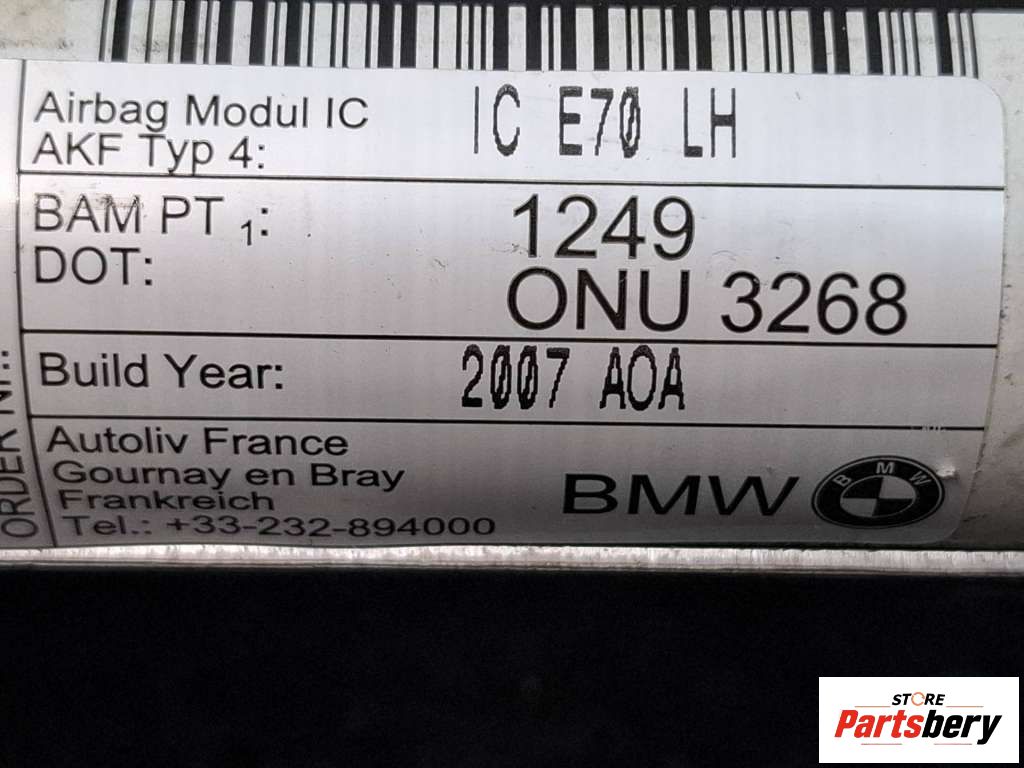 Airbag Modul IC
AKF Typ 4:
IC E70 LH
BAM PT 1:
1249
DOT:
ONU 3268
Build Year:
2007 AOA
Autoliv France
Gournay en Bray
Frankreich
Tel.: +33-232-894000
BMW
BMW
ORDER Nr.:
STORE
Partsbery